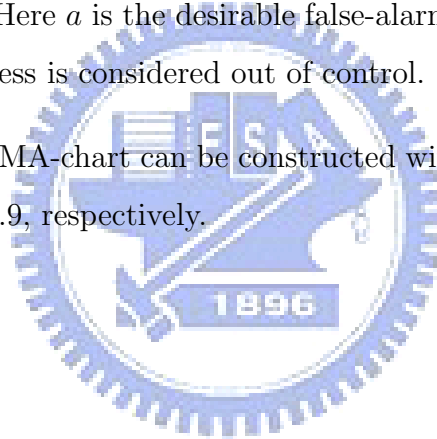 Here a is the desirable false-alarm
ess is considered out of control.
E S
MA-chart can be constructed wi
.9, respectively.
1896